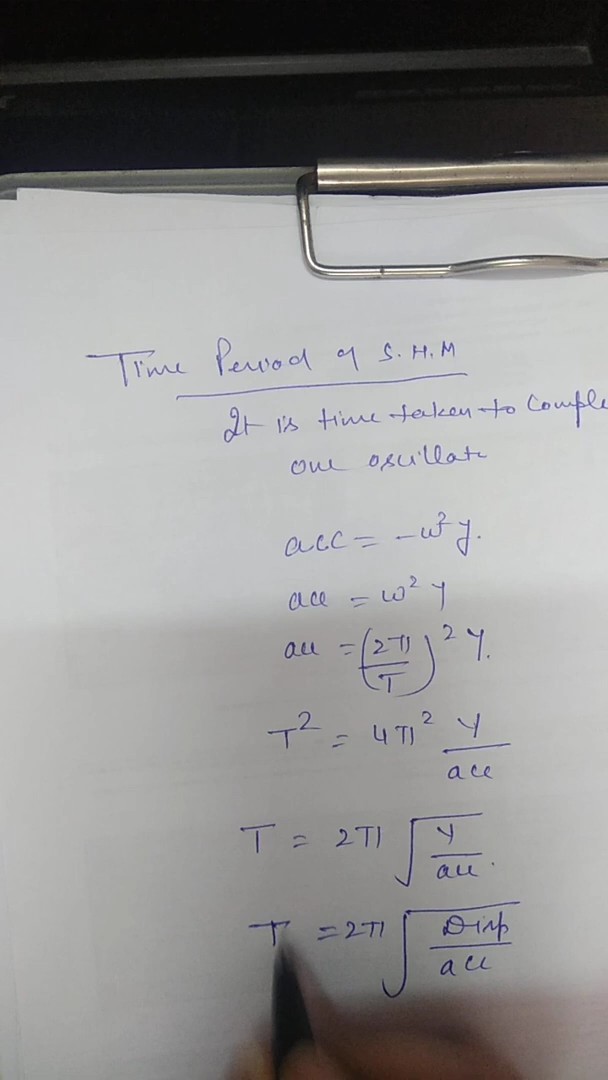 Time Period of S.H.M
It is time taken to comple
one oscillate
acc = -ω²y.
acc = ω² y
acc = (2π/T)² y.
T² = 4π² y/acc
T = 2π √(y/acc).
T = 2π √(Disp/acc)